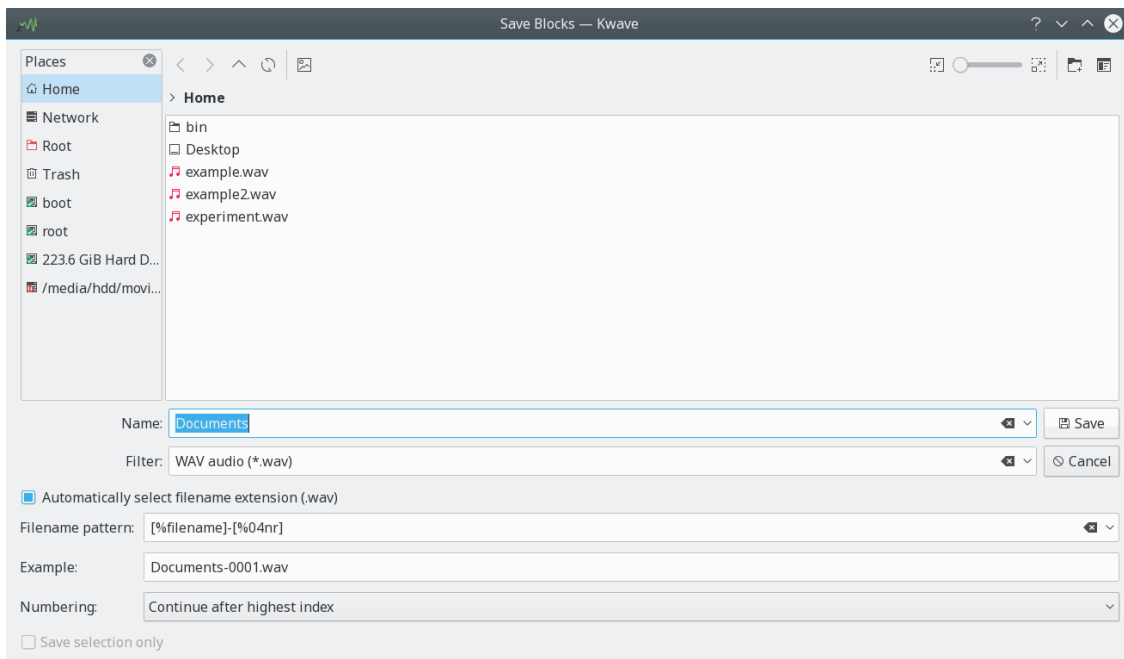 Save Blocks — Kwave
Places
Home
Network
Root
Trash
boot
root
223.6 GiB Hard D...
/media/hdd/movi...
> Home
bin
Desktop
example.wav
example2.wav
experiment.wav
Name: Documents
Save
Filter: WAV audio (*.wav)
Cancel
Automatically select filename extension (.wav)
Filename pattern: [%filename]-[%04nr]
Example: Documents-0001.wav
Numbering: Continue after highest index
Save selection only